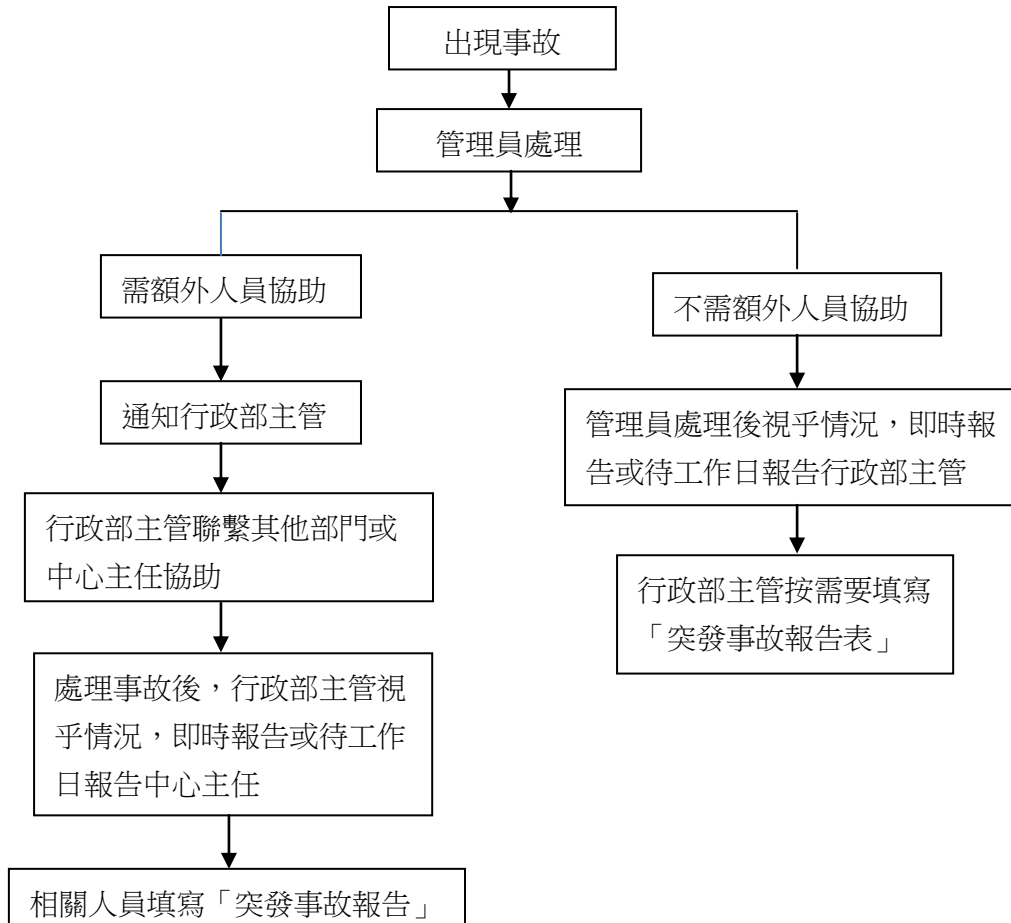 出現事故
管理員處理
需額外人員協助
通知行政部主管
行政部主管聯繫其他部門或
中心主任協助
處理事故後，行政部主管視
乎情況，即時報告或待工作
日報告中心主任
相關人員填寫「突發事故報告」
不需額外人員協助
管理員處理後視乎情況，即時報
告或待工作日報告行政部主管
行政部主管按需要填寫
「突發事故報告表」